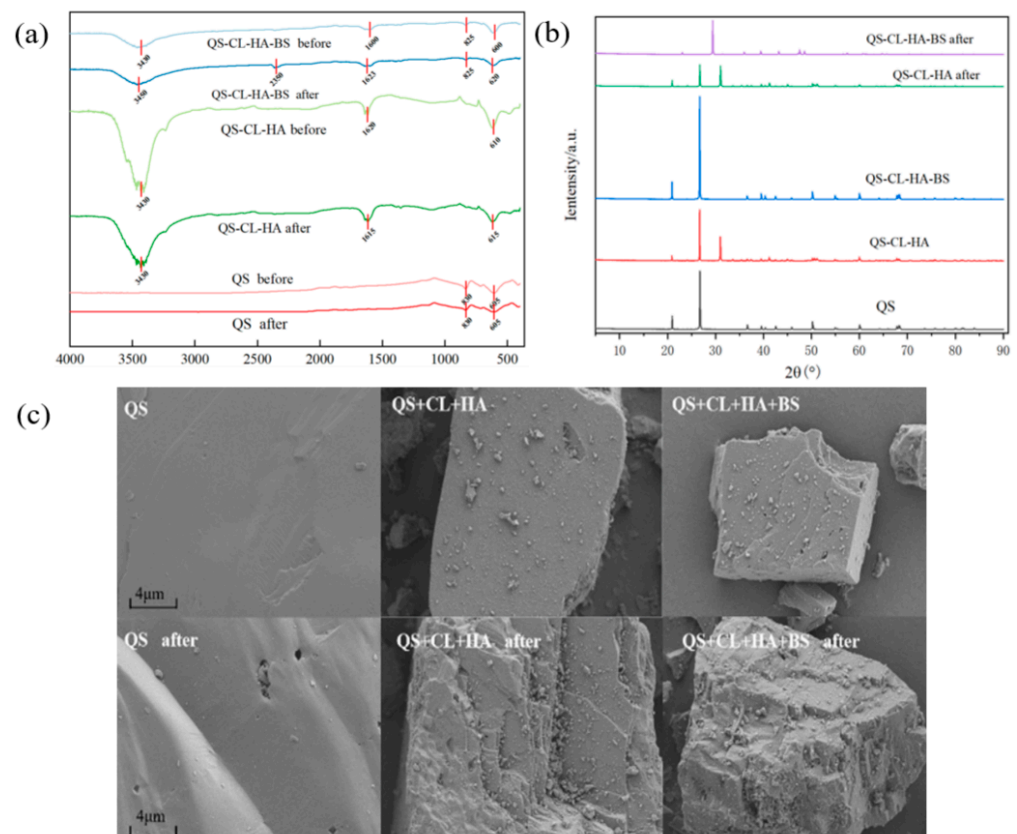 (a)
QS-CL-HA-BS before
3430
1600
825
600
3450
2350
1623
825
620
QS-CL-HA-BS after
QS-CL-HA before
3430
1620
610
QS-CL-HA after
3430
1615
615
QS before
830
605
QS after
830
605
4000 3500 3000 2500 2000 1500 1000 500
(b)
QS-CL-HA-BS after
QS-CL-HA after
QS-CL-HA-BS
QS-CL-HA
QS
Ientensity/a.u.
10 20 30 40 50 60 70 80 90
2θ (°)
(c)
QS
4μm
QS+CL+HA
QS+CL+HA+BS
QS after
4μm
QS+CL+HA after
QS+CL+HA+BS after